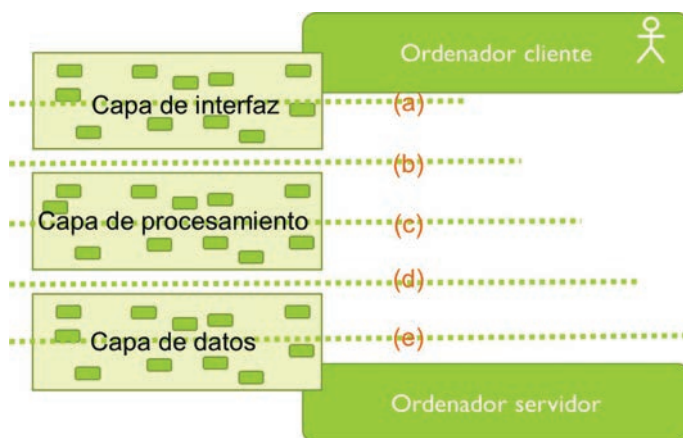 Ordenador cliente
Capa de interfaz
(a)
(b)
Capa de procesamiento
(c)
(d)
Capa de datos
(e)
Ordenador servidor